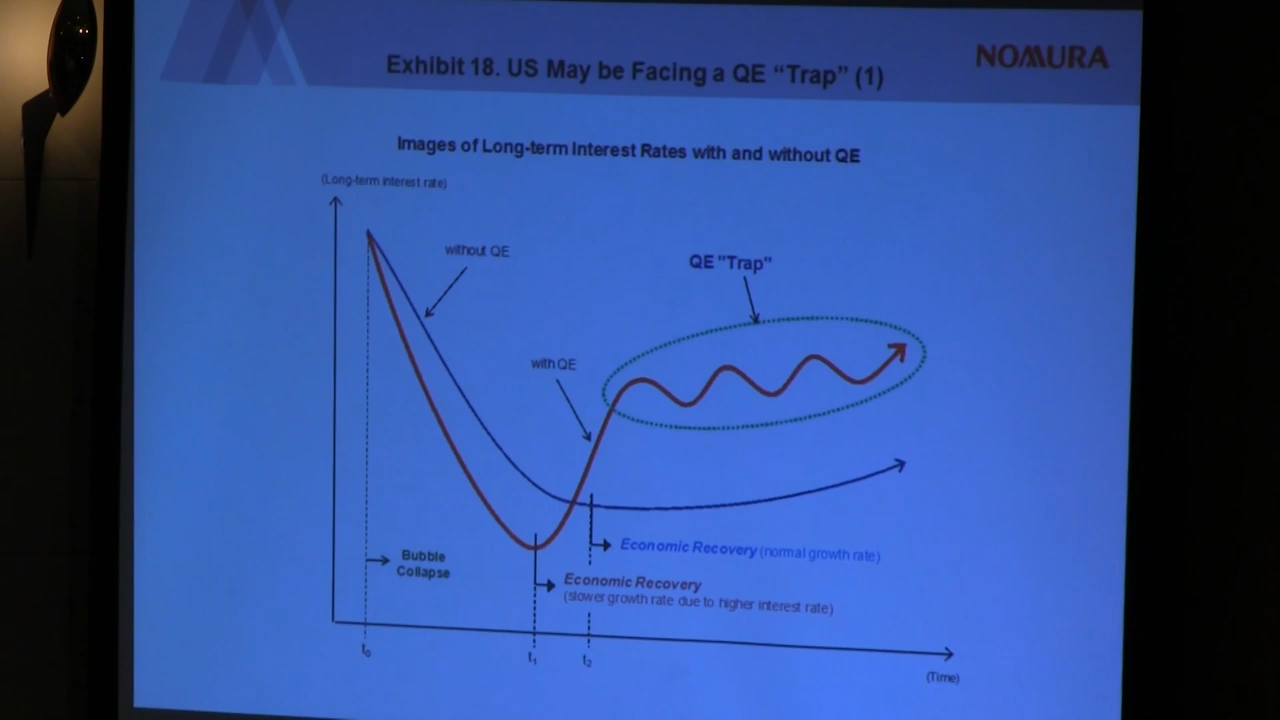 Exhibit 18. US May be Facing a QE “Trap” (1)
NOMURA
Images of Long-term Interest Rates with and without QE
(Long-term interest rate)
without QE
QE "Trap"
with QE
Economic Recovery (normal growth rate)
Bubble
Collapse
Economic Recovery
(slower growth rate due to higher interest rate)
t₀
t₁
t₂
(Time)